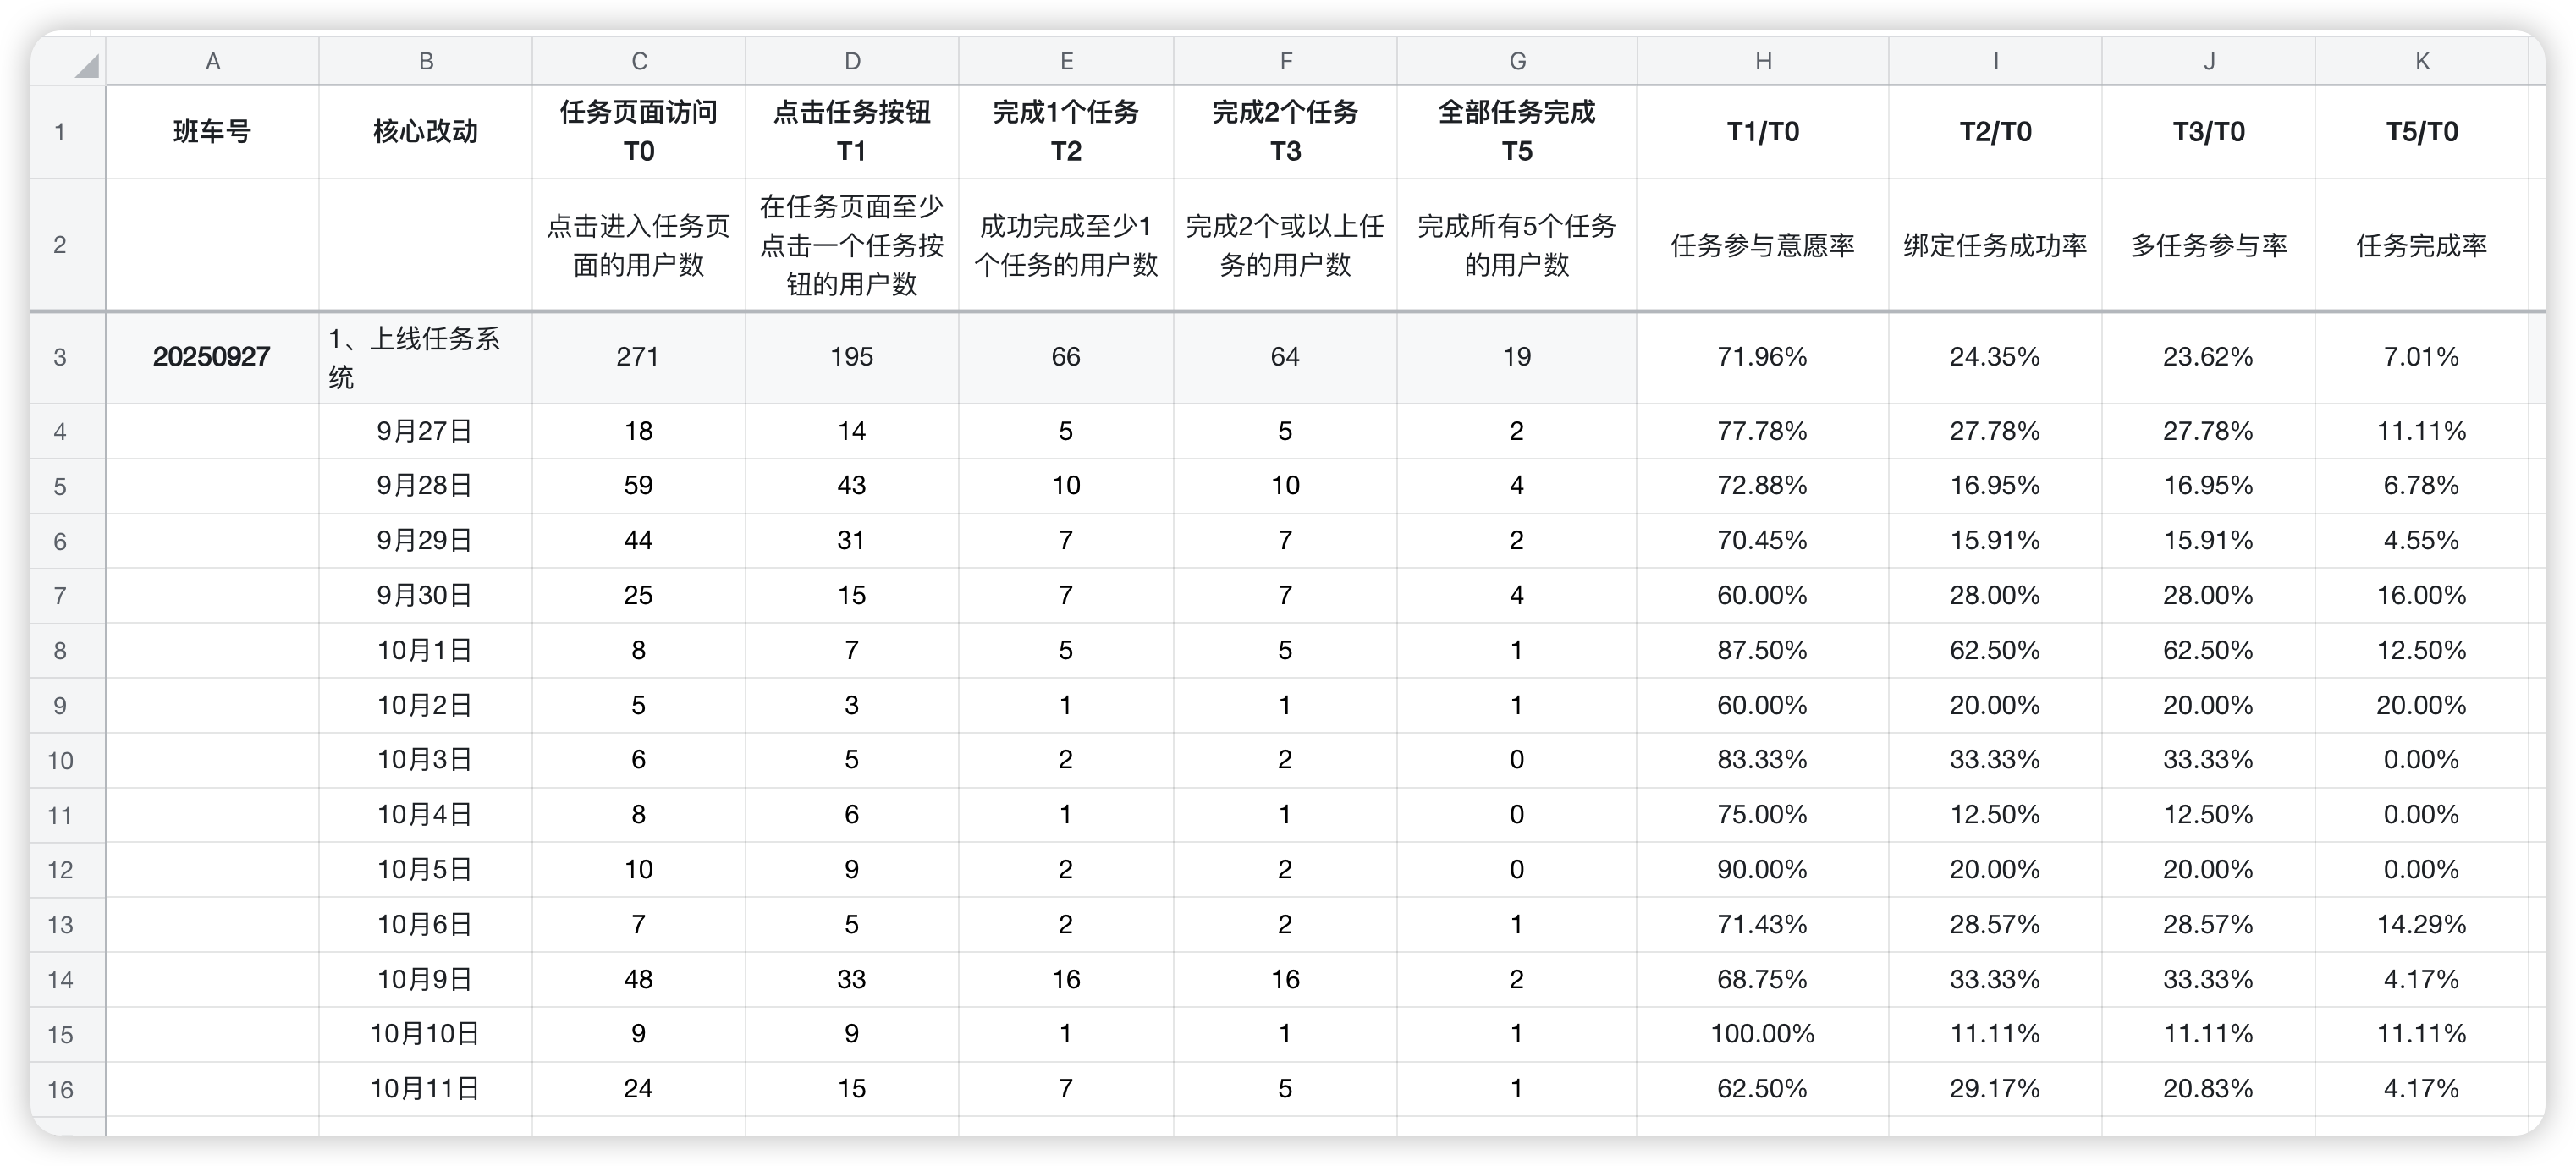 A B C D E F G H I J K
1 班车号 核心改动 任务页面访问 T0 点击任务按钮 T1 完成1个任务 T2 完成2个任务 T3 全部任务完成 T5 T1/T0 T2/T0 T3/T0 T5/T0
2 点击进入任务页面的用户数 在任务页面至少点击一个任务按钮的用户数 成功完成至少1个任务的用户数 完成2个或以上任务的用户数 完成所有5个任务的用户数 任务参与意愿率 绑定任务成功率 多任务参与率 任务完成率
3 20250927 1、上线任务系统 271 195 66 64 19 71.96% 24.35% 23.62% 7.01%
4 9月27日 18 14 5 5 2 77.78% 27.78% 27.78% 11.11%
5 9月28日 59 43 10 10 4 72.88% 16.95% 16.95% 6.78%
6 9月29日 44 31 7 7 2 70.45% 15.91% 15.91% 4.55%
7 9月30日 25 15 7 7 4 60.00% 28.00% 28.00% 16.00%
8 10月1日 8 7 5 5 1 87.50% 62.50% 62.50% 12.50%
9 10月2日 5 3 1 1 1 60.00% 20.00% 20.00% 20.00%
10 10月3日 6 5 2 2 0 83.33% 33.33% 33.33% 0.00%
11 10月4日 8 6 1 1 0 75.00% 12.50% 12.50% 0.00%
12 10月5日 10 9 2 2 0 90.00% 20.00% 20.00% 0.00%
13 10月6日 7 5 2 2 1 71.43% 28.57% 28.57% 14.29%
14 10月9日 48 33 16 16 2 68.75% 33.33% 33.33% 4.17%
15 10月10日 9 9 1 1 1 100.00% 11.11% 11.11% 11.11%
16 10月11日 24 15 7 5 1 62.50% 29.17% 20.83% 4.17%